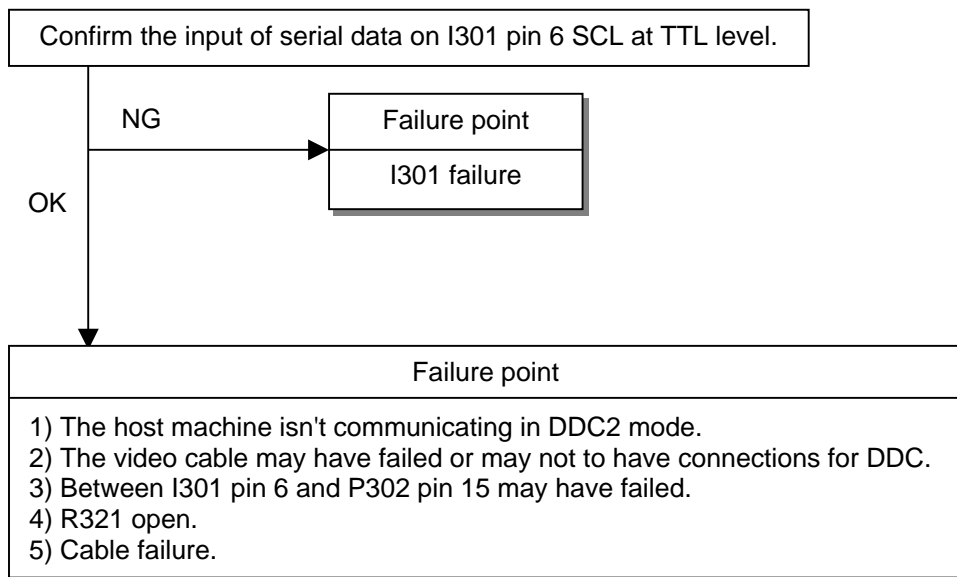 Confirm the input of serial data on I301 pin 6 SCL at TTL level.
NG
Failure point
I301 failure
OK
Failure point
1) The host machine isn't communicating in DDC2 mode.
2) The video cable may have failed or may not to have connections for DDC.
3) Between I301 pin 6 and P302 pin 15 may have failed.
4) R321 open.
5) Cable failure.